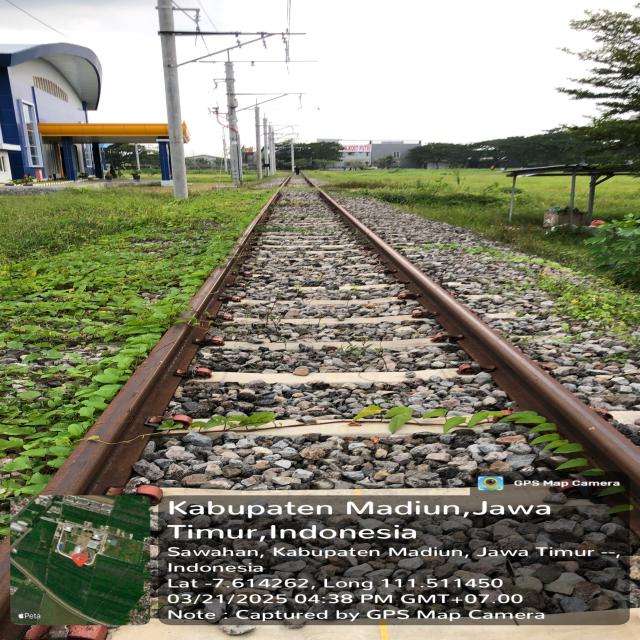 GPS Map Camera
Kabupaten Madiun,Jawa
Timur,Indonesia
Sawahan, Kabupaten Madiun, Jawa Timur --,
Indonesia
Lat -7.614262, Long 111.511450
03/21/2025 04:38 PM GMT+07.00
Note : Captured by GPS Map Camera
Peta